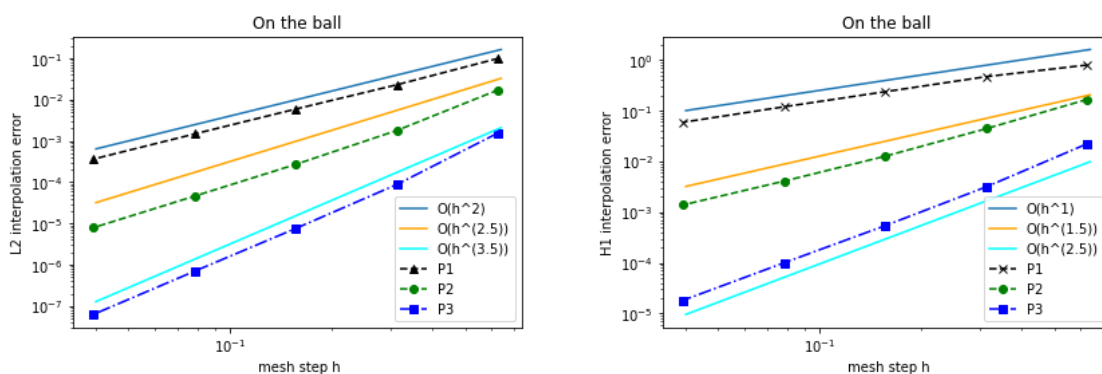 On the ball
L2 interpolation error
10^-1
10^-2
10^-3
10^-4
10^-5
10^-6
10^-7
O(h^2)
O(h^(2.5))
O(h^(3.5))
P1
P2
P3
10^-1
mesh step h
On the ball
H1 interpolation error
10^0
10^-1
10^-2
10^-3
10^-4
10^-5
O(h^1)
O(h^(1.5))
O(h^(2.5))
P1
P2
P3
10^-1
mesh step h